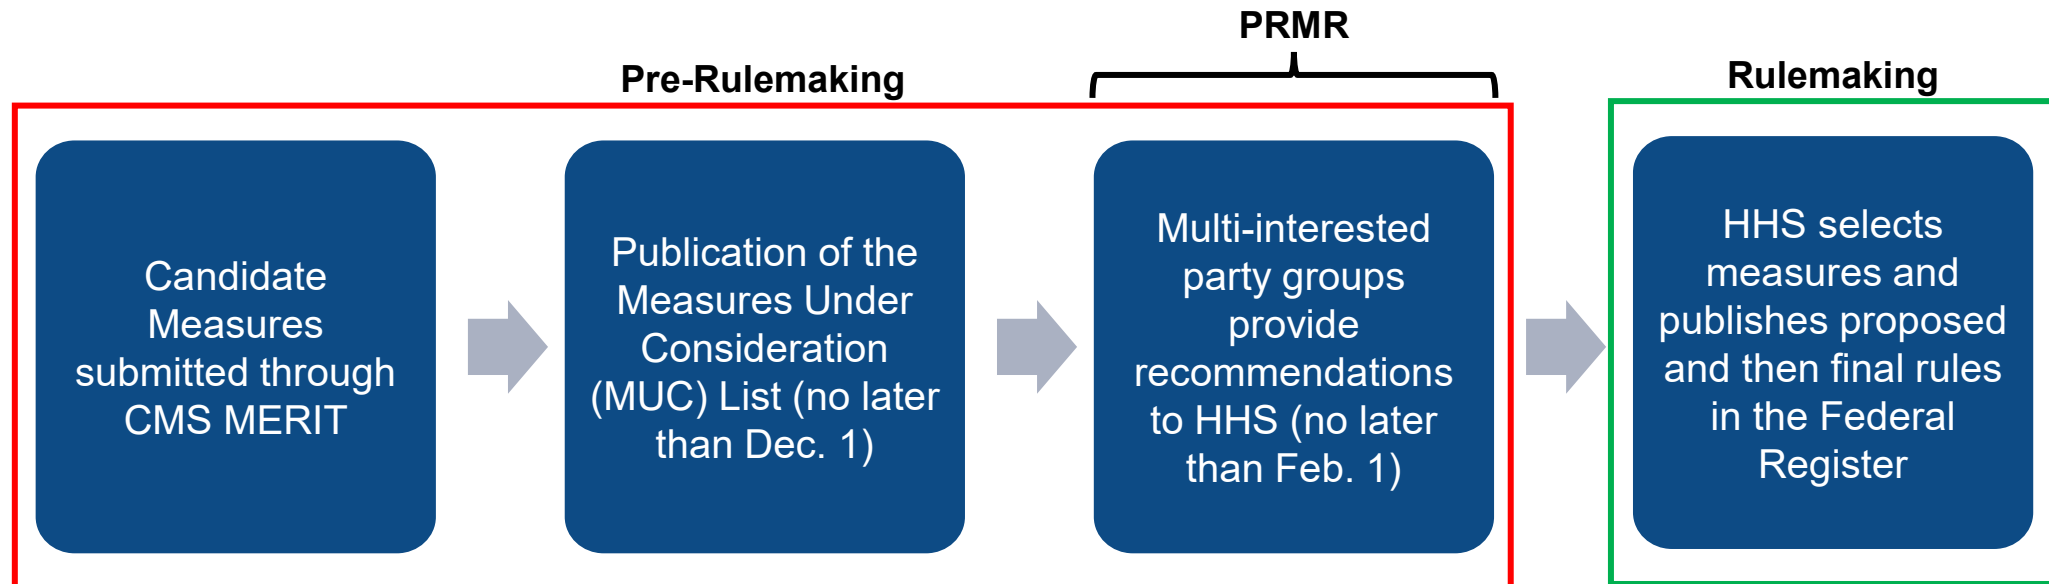 PRMR
Pre-Rulemaking
Rulemaking
Candidate
Measures
submitted through
CMS MERIT
Publication of the
Measures Under
Consideration
(MUC) List (no later
than Dec. 1)
Multi-interested
party groups
provide
recommendations
to HHS (no later
than Feb. 1)
HHS selects
measures and
publishes proposed
and then final rules
in the Federal
Register